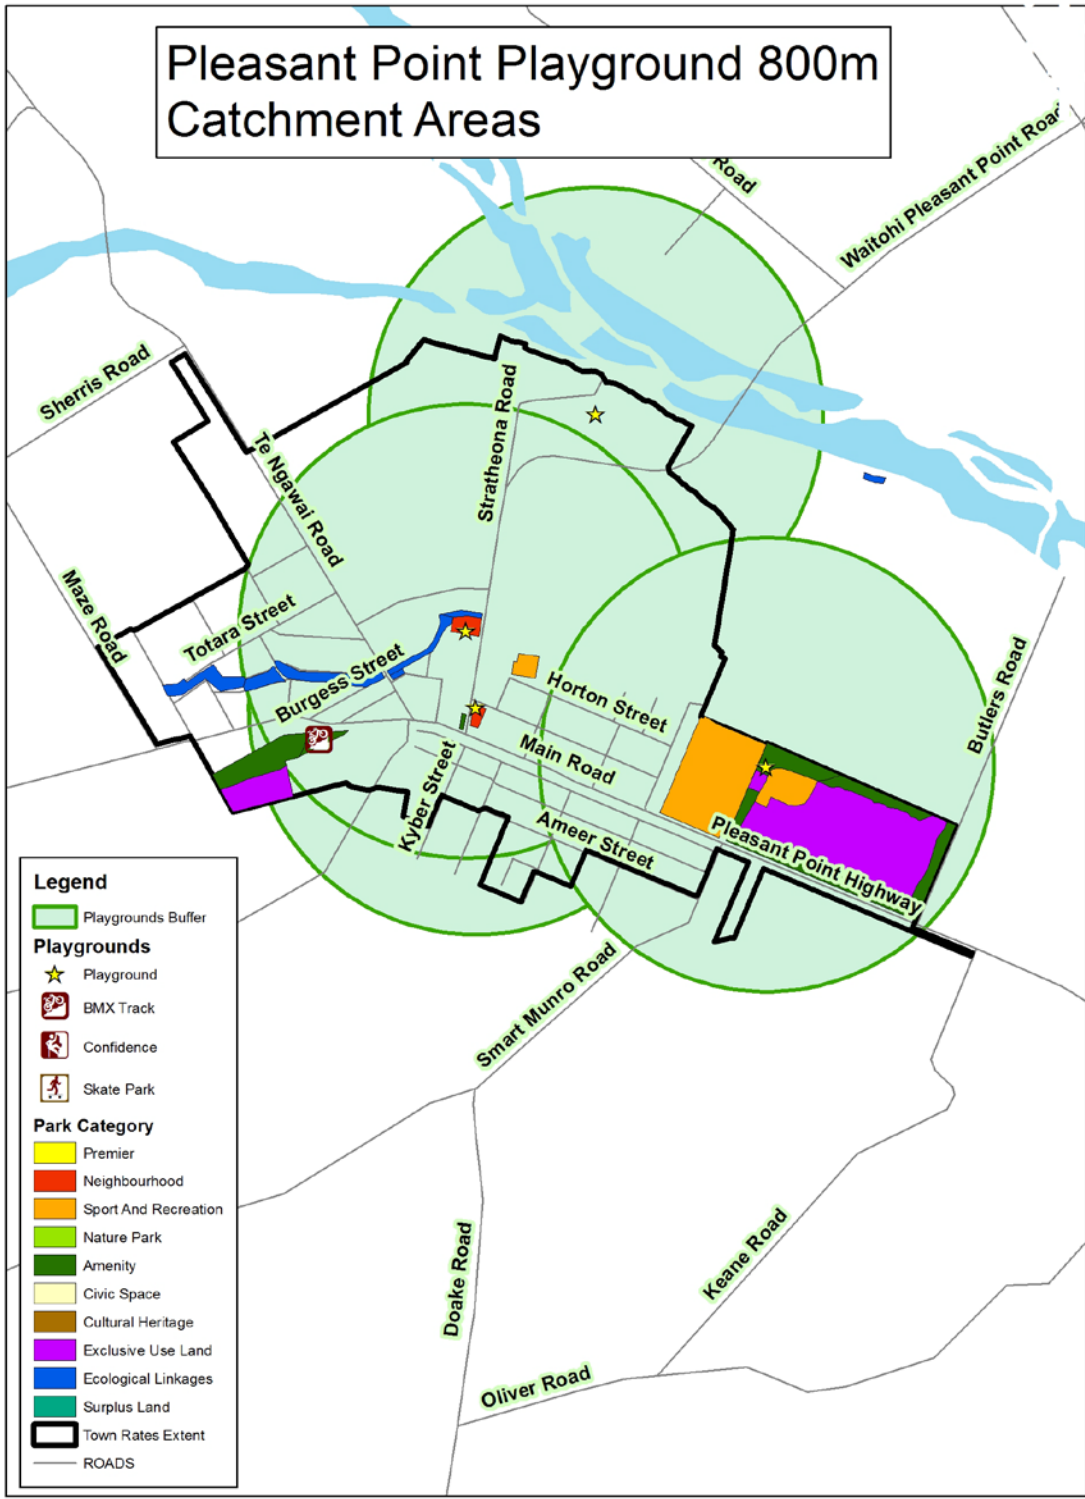 Pleasant Point Playground 800m
Catchment Areas
Road
Waitohi Pleasant Point Road
Sherris Road
Te Ngawai Road
Stratheona Road
Maze Road
Totara Street
Burgess Street
Horton Street
Butlers Road
Main Road
Kyber Street
Ameer Street
Pleasant Point Highway
Smart Munro Road
Doake Road
Keane Road
Oliver Road
Legend
Playgrounds Buffer
Playgrounds
Playground
BMX Track
Confidence
Skate Park
Park Category
Premier
Neighbourhood
Sport And Recreation
Nature Park
Amenity
Civic Space
Cultural Heritage
Exclusive Use Land
Ecological Linkages
Surplus Land
Town Rates Extent
ROADS